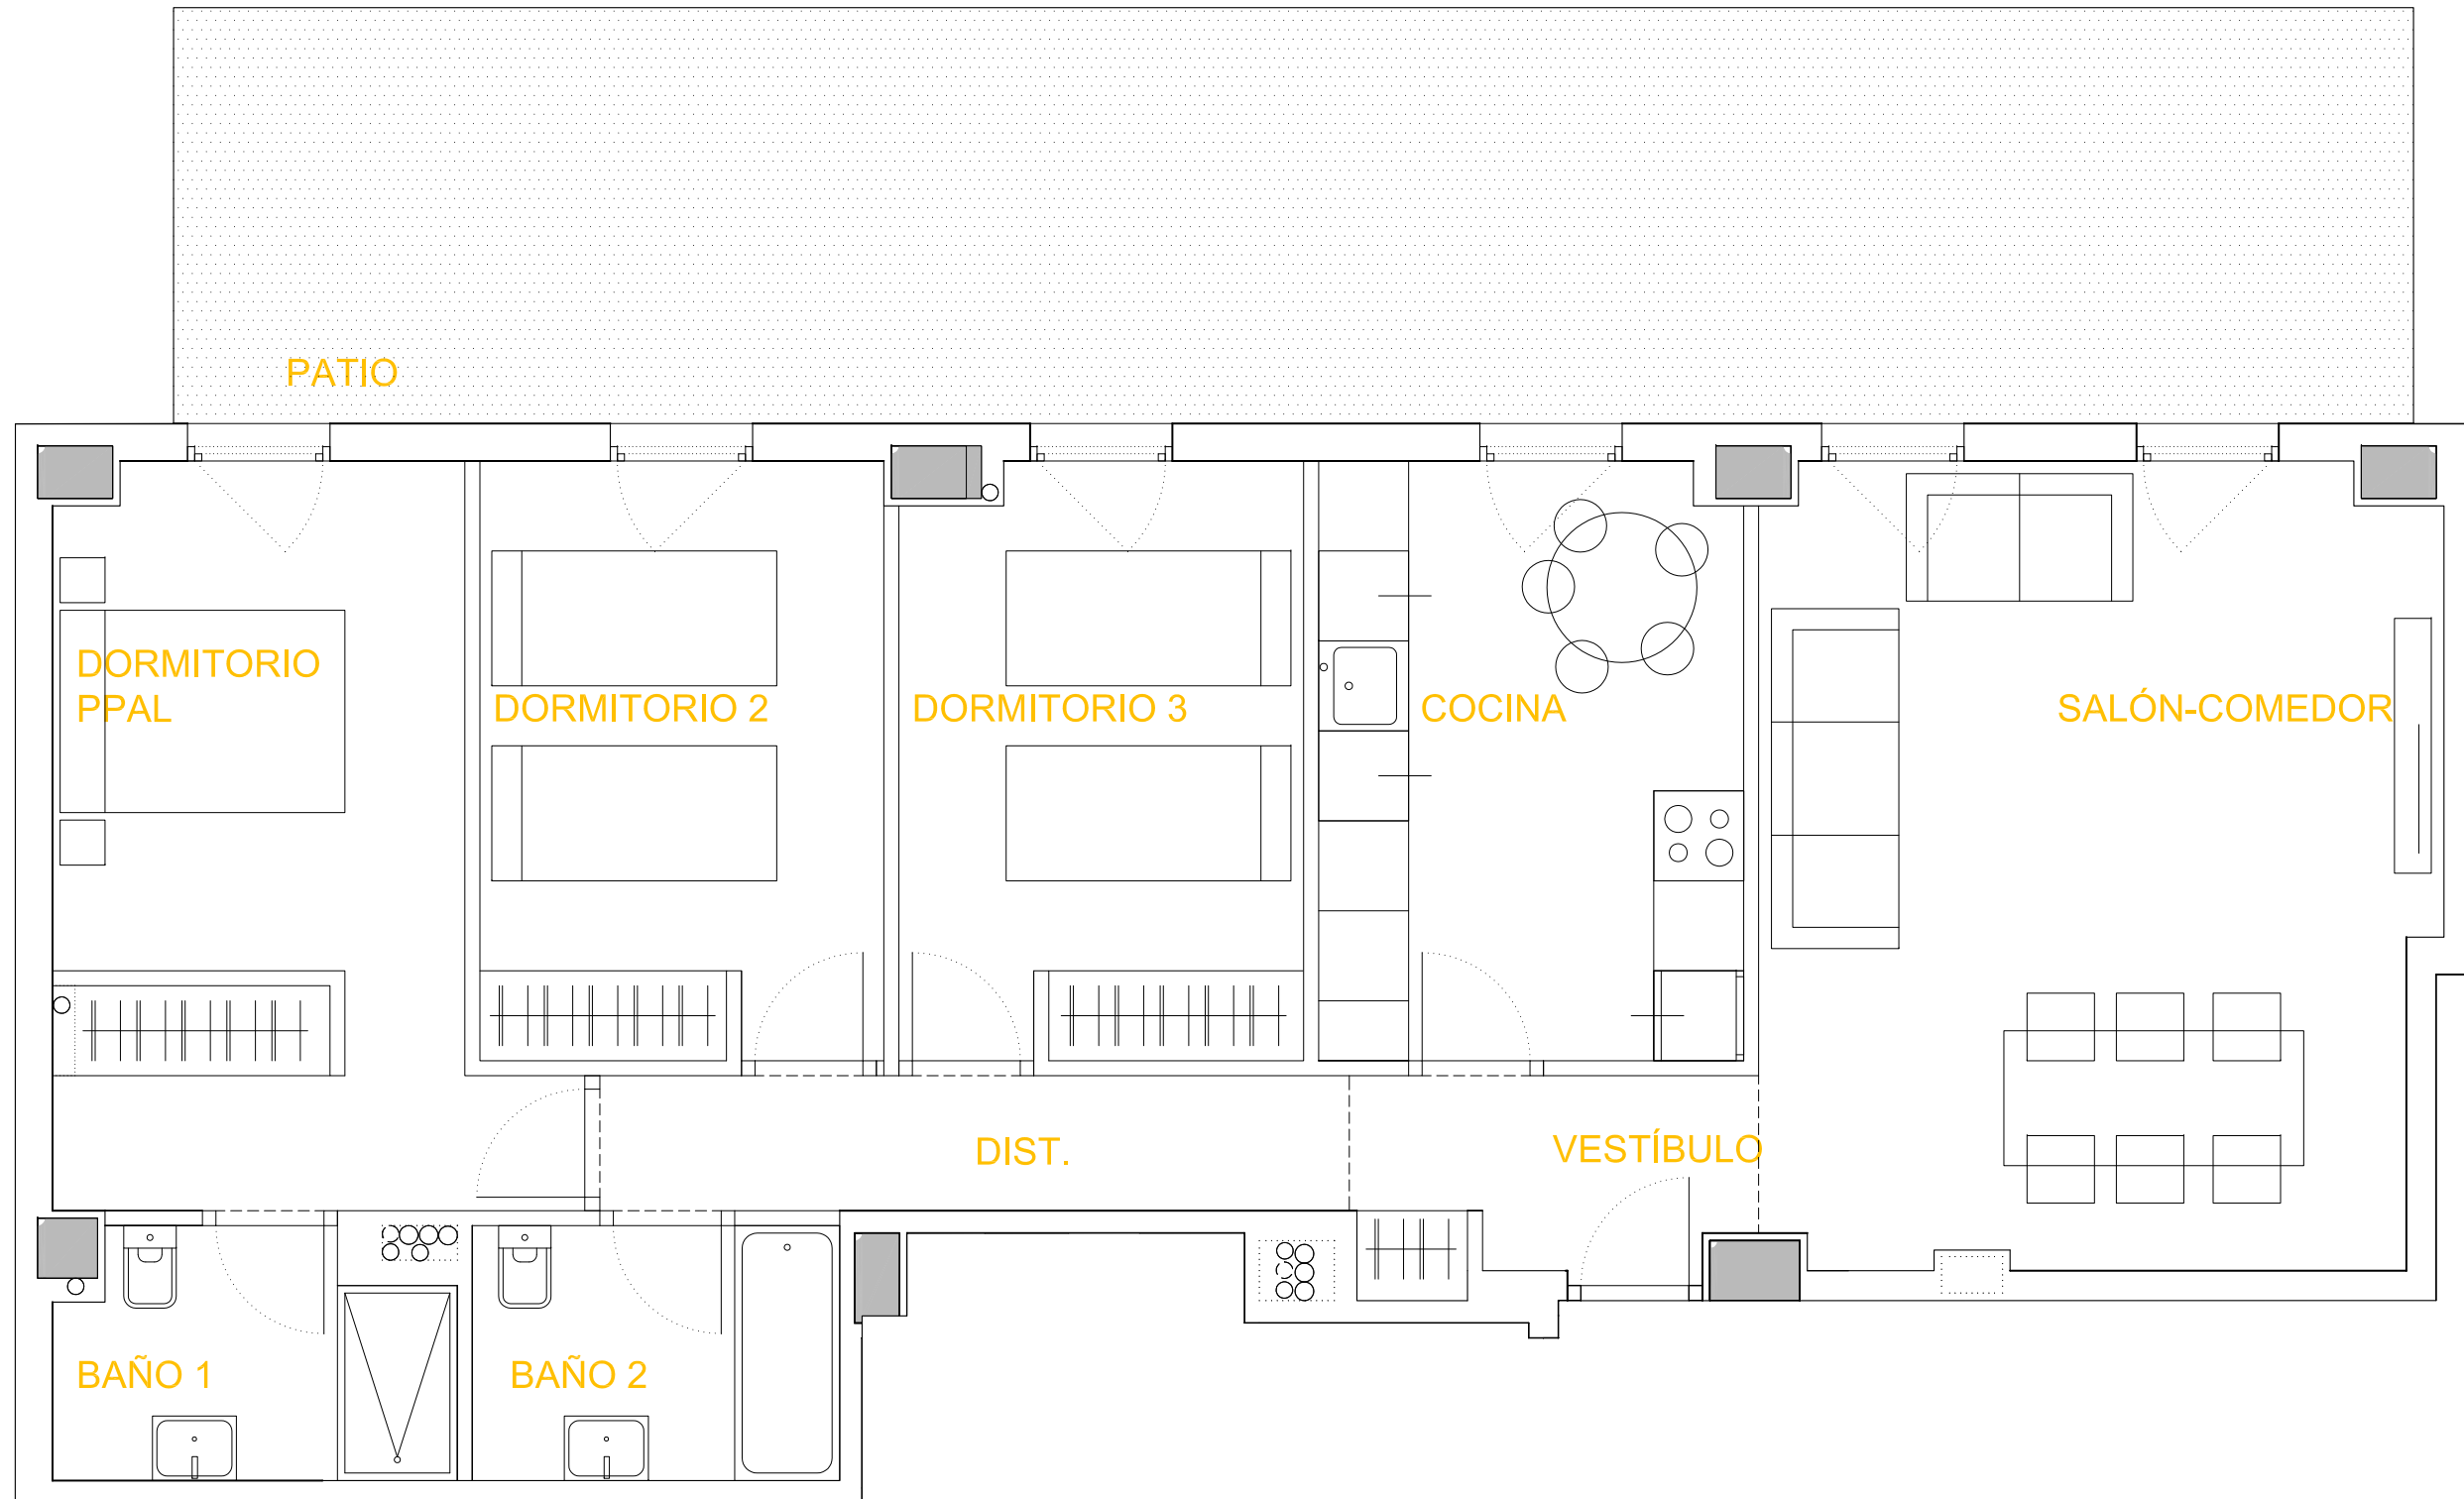 PATIO
DORMITORIO
PPAL
DORMITORIO 2
DORMITORIO 3
COCINA
SALÓN-COMEDOR
DIST.
VESTÍBULO
BAÑO 1
BAÑO 2